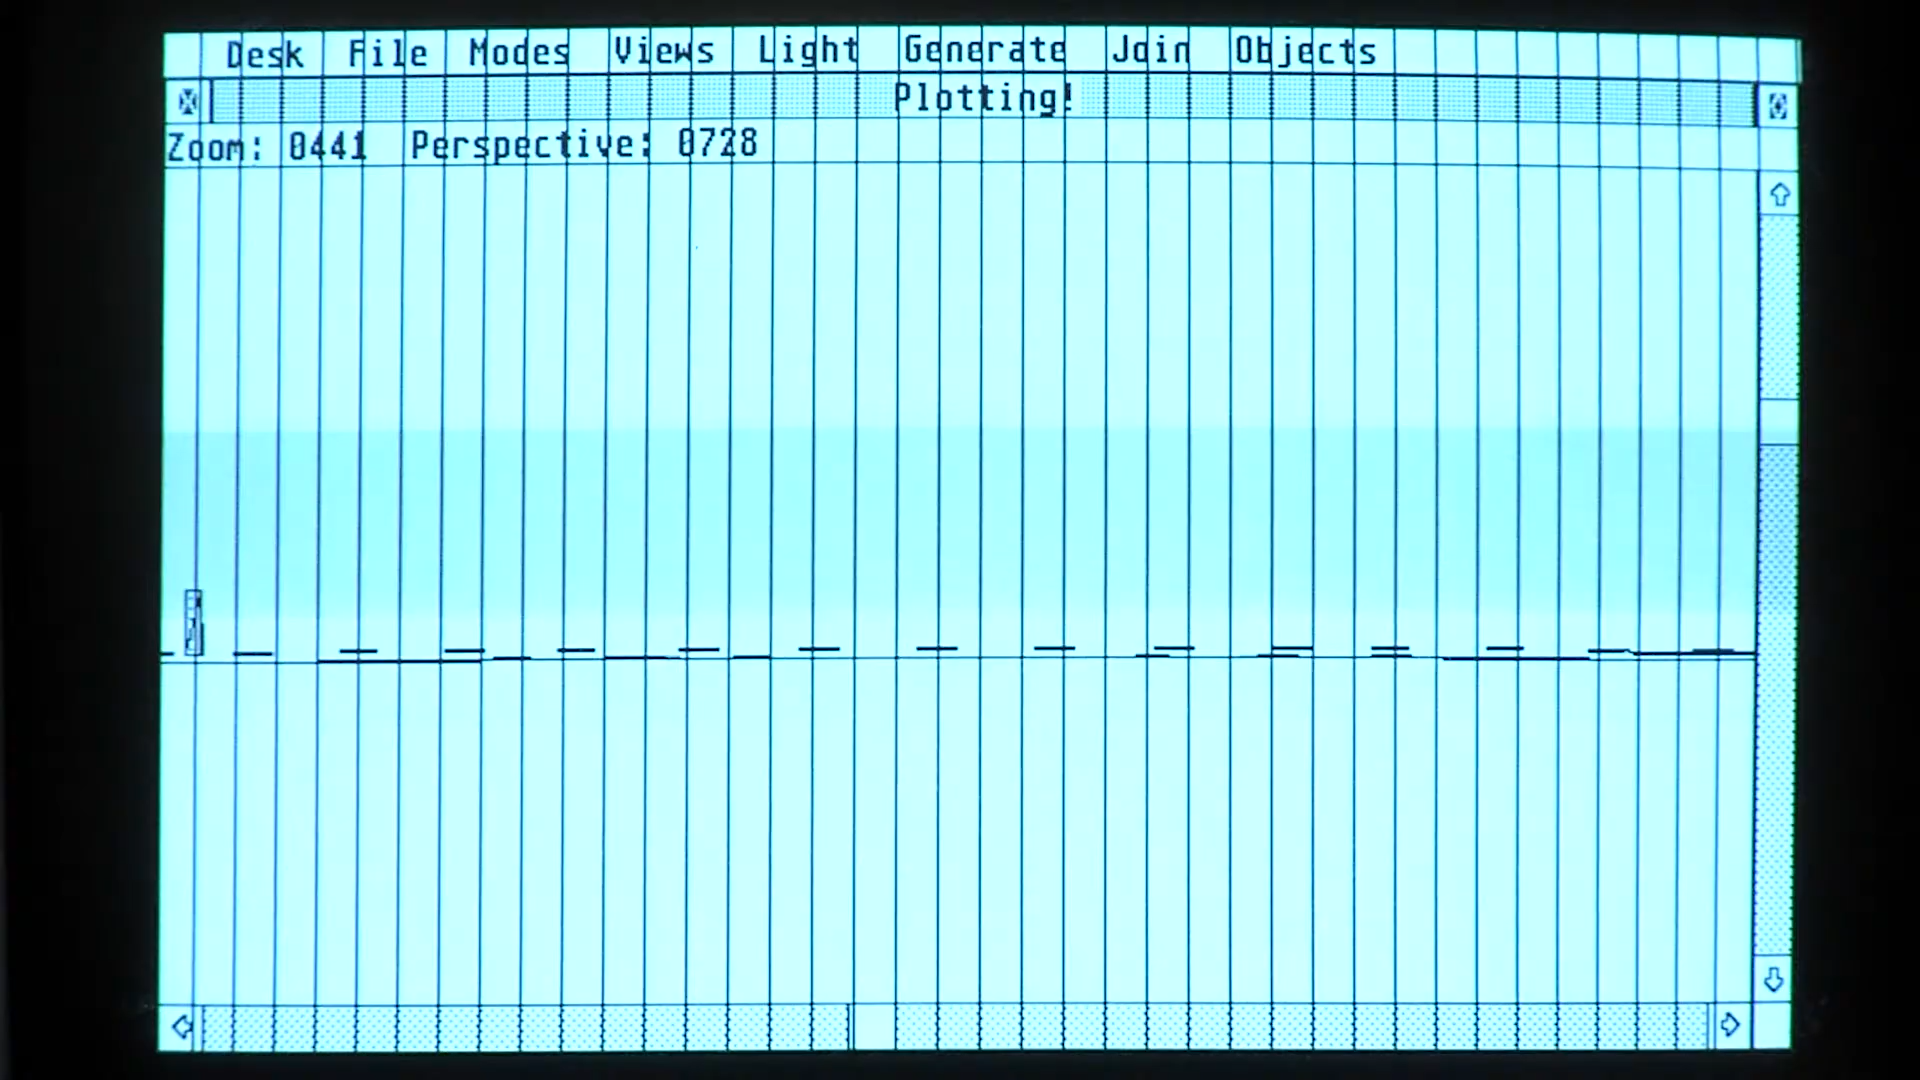 Desk File Modes Views Light Generate Join Objects
Plotting!
Zoom: 0441 Perspective: 0728